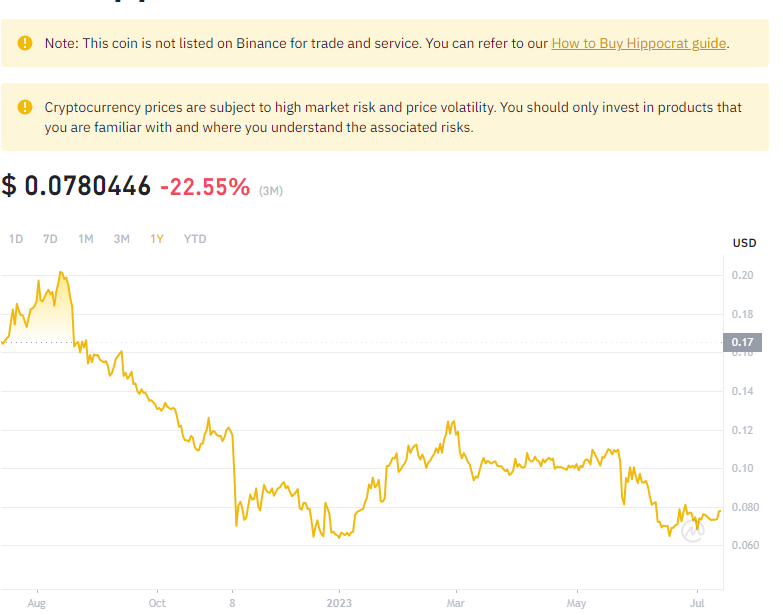 Note: This coin is not listed on Binance for trade and service. You can refer to our How to Buy Hippocrat guide.
Cryptocurrency prices are subject to high market risk and price volatility. You should only invest in products that
you are familiar with and where you understand the associated risks.
$ 0.0780446 -22.55% (3M)
1D 7D 1M 3M 1Y YTD
USD
0.20
0.18
0.17
0.16
0.14
0.12
0.10
0.080
0.060
Aug Oct 8 2023 Mar May Jul